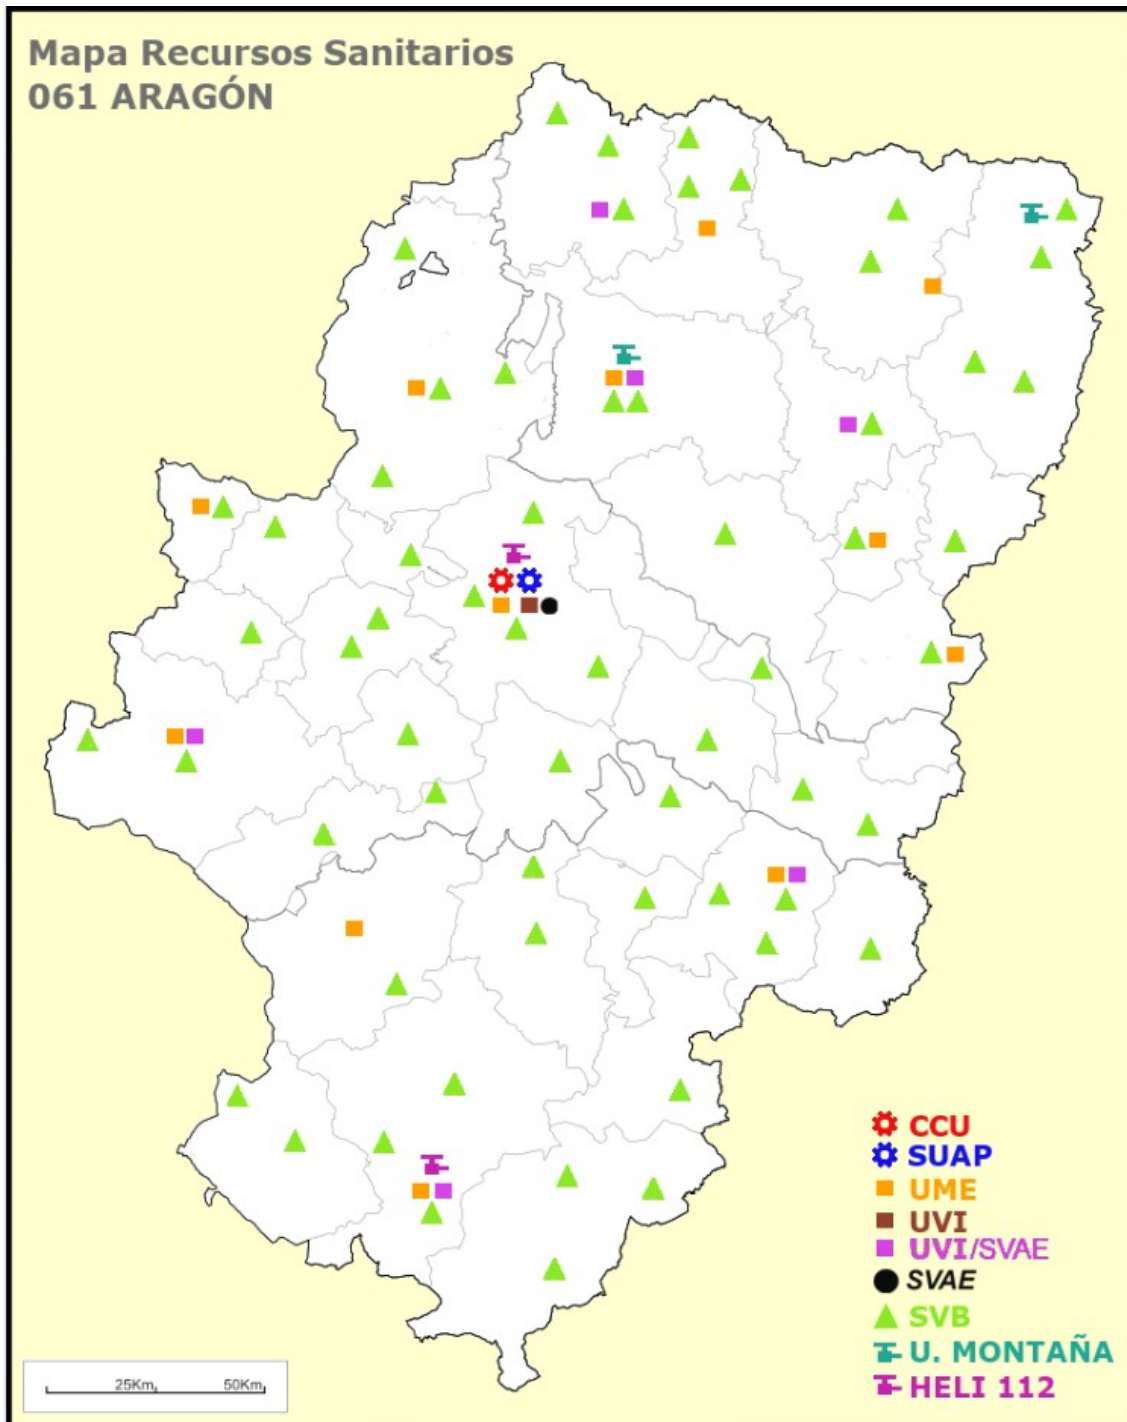 Mapa Recursos Sanitarios
061 ARAGÓN
CCU
SUAP
UME
UVI
UVI/SVAE
SVAE
SVB
U. MONTAÑA
HELI 112
25Km, 50Km,